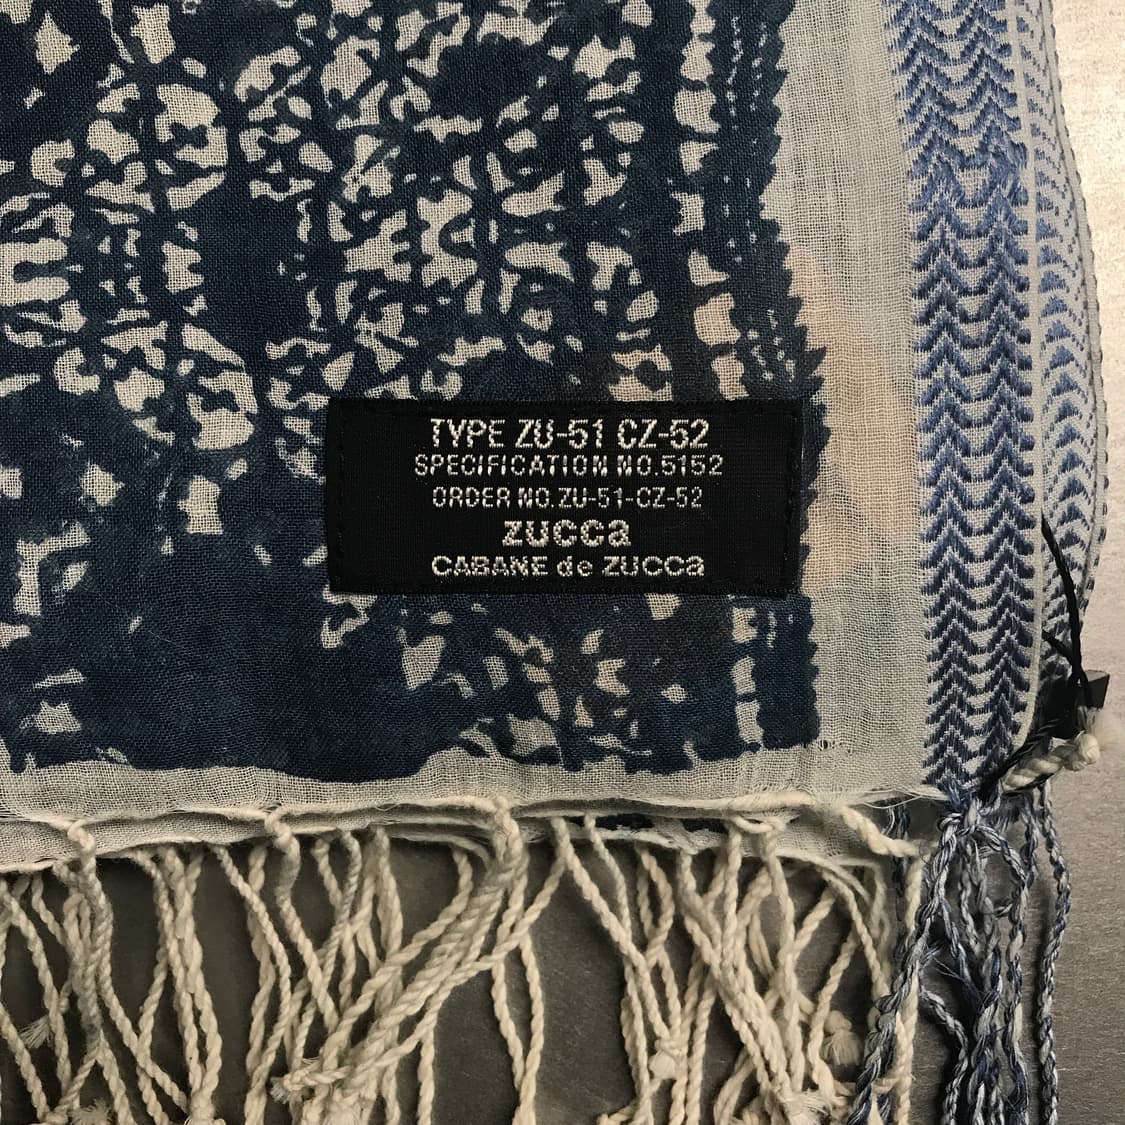 TYPE ZU-51 CZ-52
SPECIFICATION NO.5152
ORDER NO.ZU-51-CZ-52
zucca
CABANE de ZUCCa